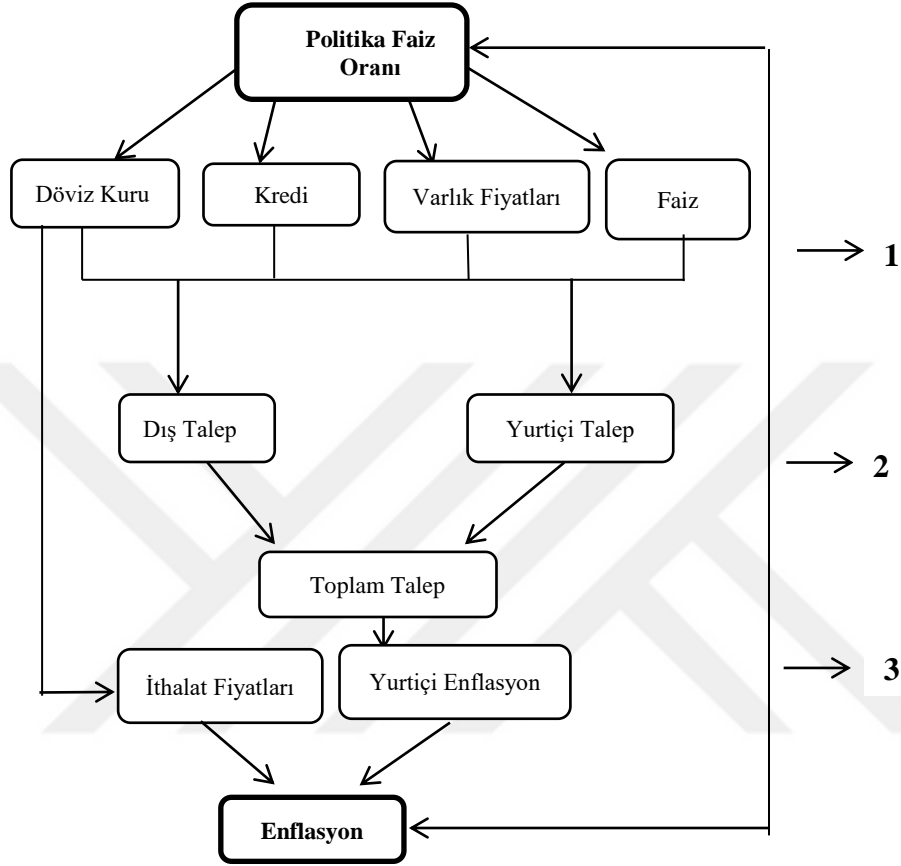 Politika Faiz
Oranı
Döviz Kuru
Kredi
Varlık Fiyatları
Faiz
1
Dış Talep
Yurtiçi Talep
2
Toplam Talep
İthalat Fiyatları
Yurtiçi Enflasyon
3
Enflasyon